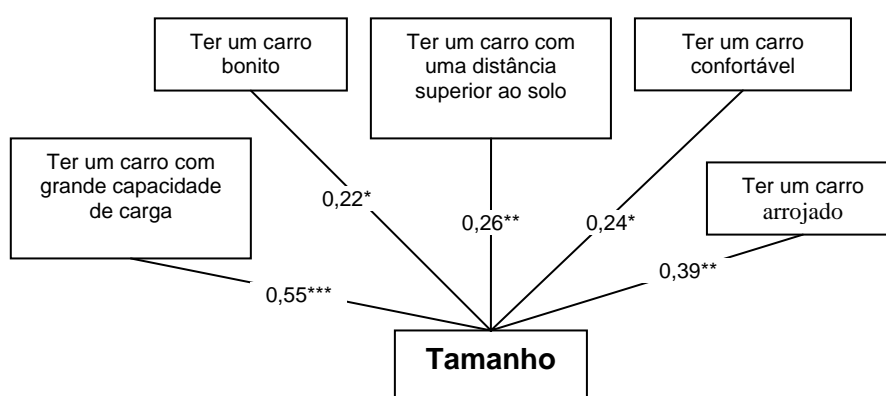 Ter um carro
bonito
Ter um carro com
uma distância
superior ao solo
Ter um carro
confortável
Ter um carro com
grande capacidade
de carga
Ter um carro
arrojado
0,22*
0,26**
0,24*
0,39**
0,55***
Tamanho